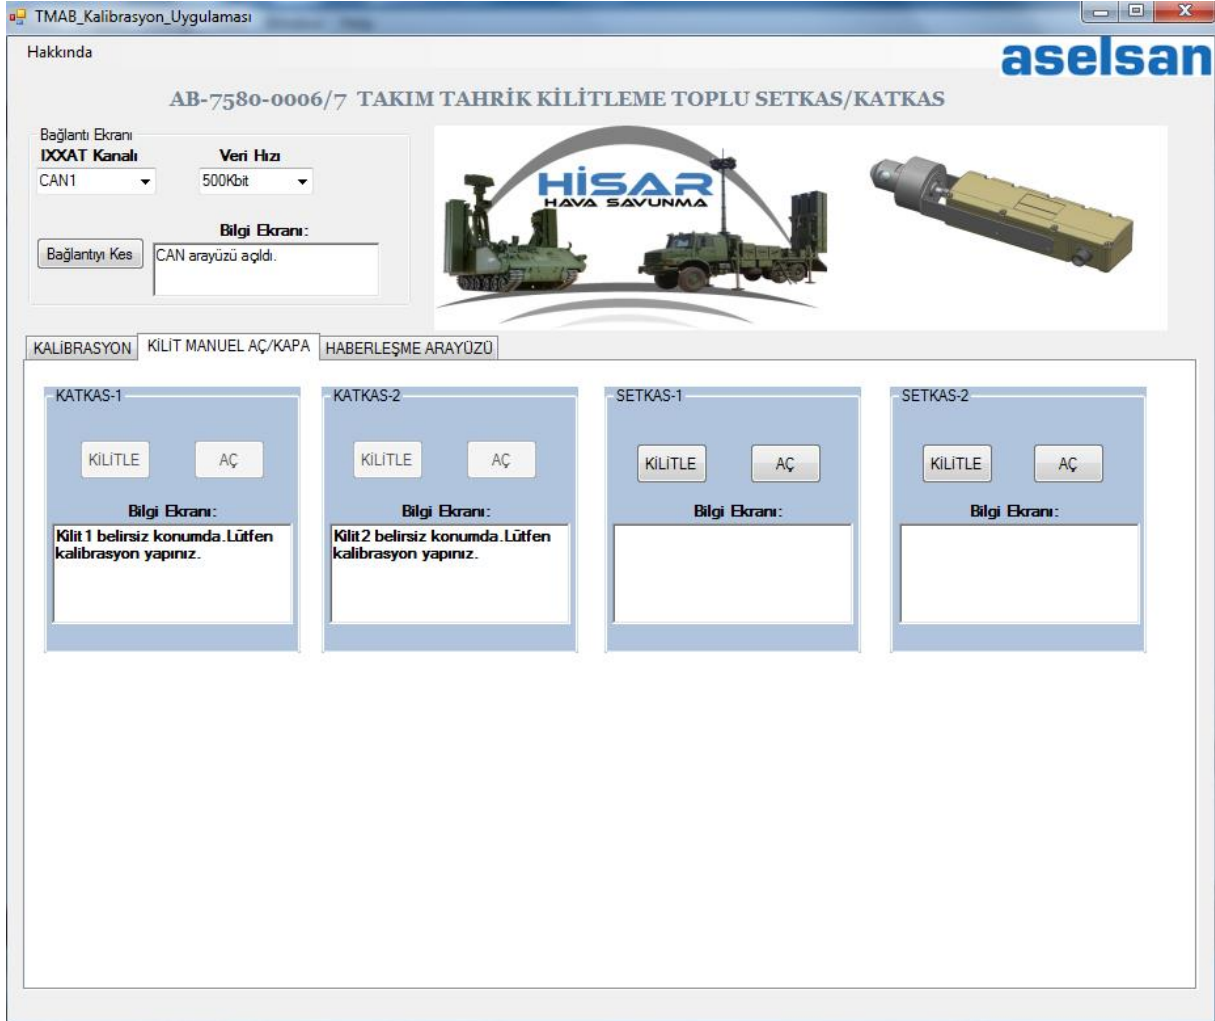 TMAB_Kalibrasyon_Uygulaması
Hakkında
aselsan
AB-7580-0006/7 TAKIM TAHRİK KİLİTLEME TOPLU SETKAS/KATKAS
Bağlantı Ekranı
IXXAT Kanalı Veri Hızı
CAN1 500Kbit
Bilgi Ekranı:
Bağlantıyı Kes CAN arayüzü açıldı.
HİSAR
HAVA SAVUNMA
KALİBRASYON KİLİT MANUEL AÇ/KAPA HABERLEŞME ARAYÜZÜ
KATKAS-1 KATKAS-2 SETKAS-1 SETKAS-2
KİLİTLE AÇ KİLİTLE AÇ KİLİTLE AÇ KİLİTLE AÇ
Bilgi Ekranı: Bilgi Ekranı: Bilgi Ekranı: Bilgi Ekranı:
Kilit1 belirsiz konumda.Lütfen Kilit2 belirsiz konumda.Lütfen
kalibrasyon yapınız. kalibrasyon yapınız.